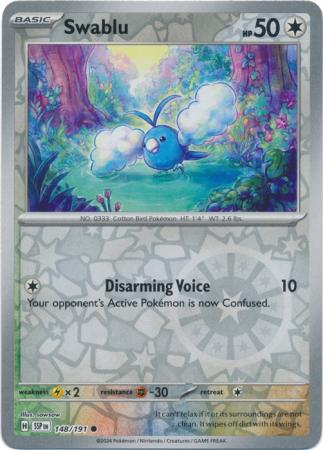 BASIC
Swablu
HP 50
NO. 0333 Cotton Bird Pokémon HT: 1'4" WT: 2.6 lbs.
Disarming Voice 10
Your opponent's Active Pokémon is now Confused.
weakness ×2 resistance -30 retreat
Illus. sowsow
H SSP EN 148/191
It can't relax if it or its surroundings are not clean. It wipes off dirt with its wings.
©2024 Pokémon / Nintendo / Creatures / GAME FREAK